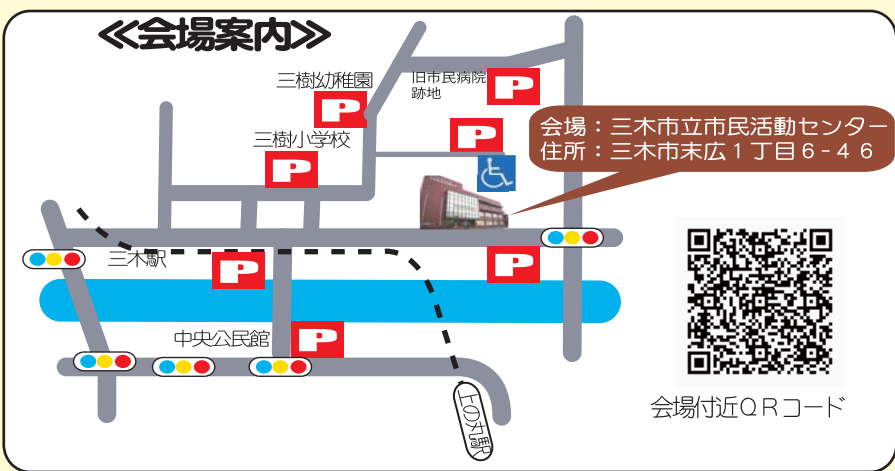 ≪会場案内≫
三樹幼稚園
P
旧市民病院
跡地
P
三樹小学校
P
P
会場：三木市立市民活動センター
住所：三木市末広１丁目６-４６
三木駅
P
P
中央公民館
P
上の丸駅
会場付近ＱＲコード